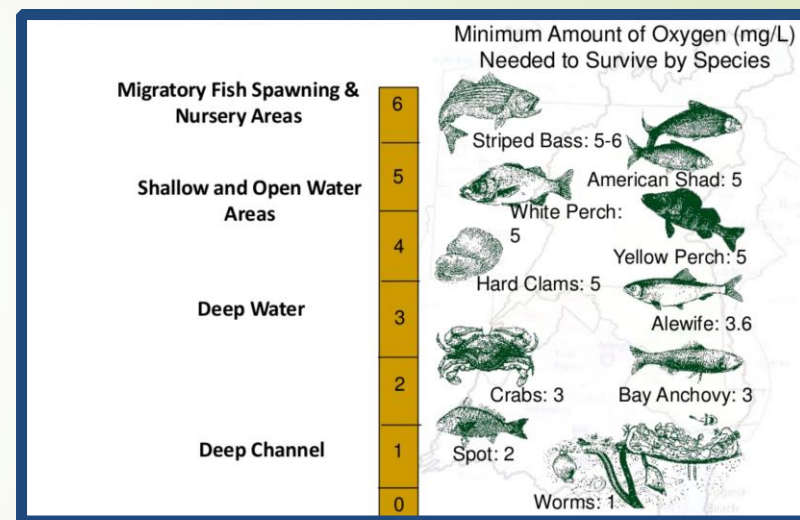 Minimum Amount of Oxygen (mg/L)
Needed to Survive by Species
Migratory Fish Spawning &
Nursery Areas
Shallow and Open Water
Areas
Deep Water
Deep Channel
6
5
4
3
2
1
0
Striped Bass: 5-6
American Shad: 5
White Perch:
5
Yellow Perch: 5
Hard Clams: 5
Alewife: 3.6
Crabs: 3
Bay Anchovy: 3
Spot: 2
Worms: 1